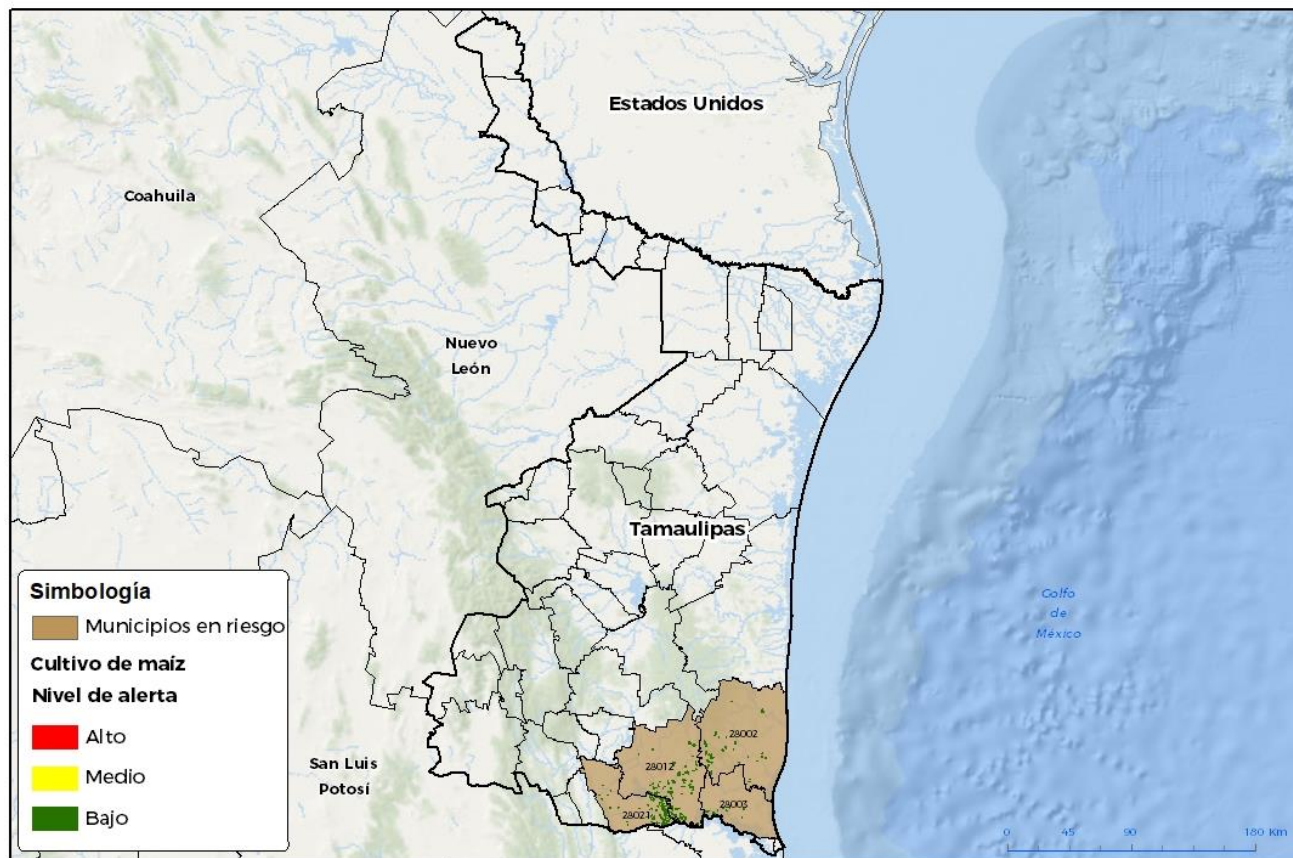 Estados Unidos
Coahuila
Nuevo
León
Tamaulipas
Golfo
de
México
San Luis
Potosí
28002
28012
28003
28021
Simbología
Municipios en riesgo
Cultivo de maíz
Nivel de alerta
Alto
Medio
Bajo
0 45 90 180 Km